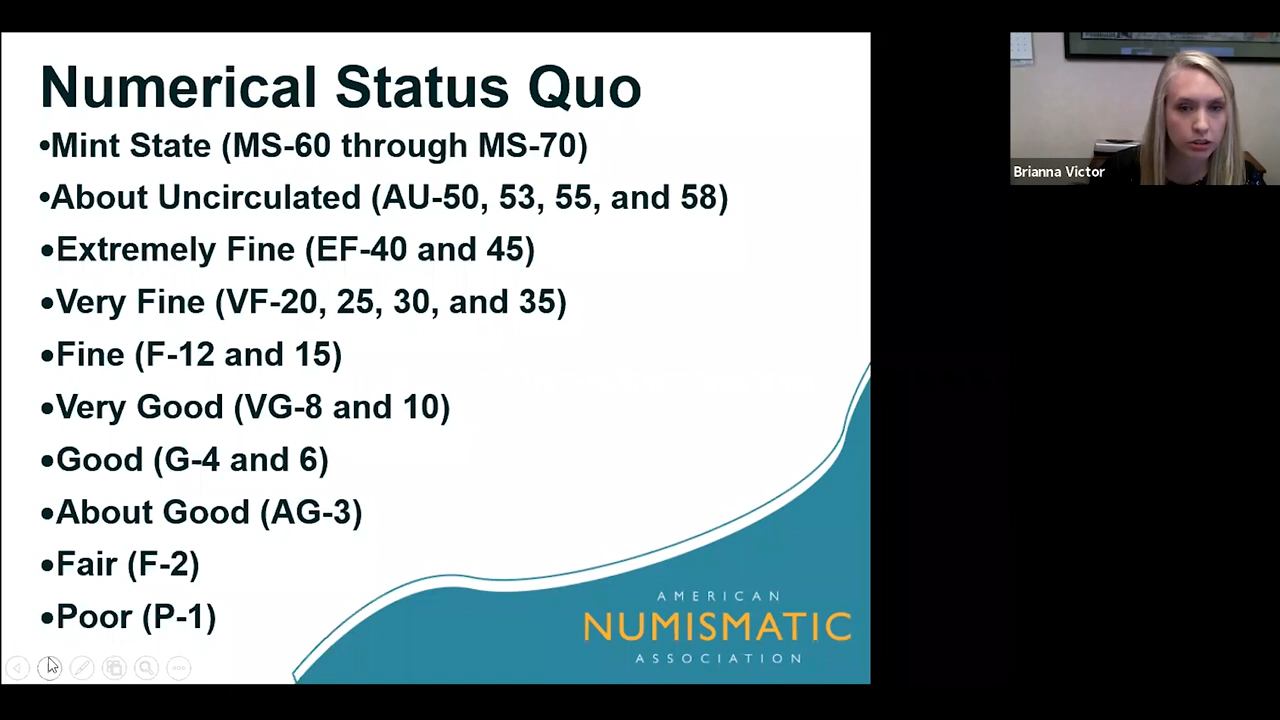 Numerical Status Quo
•Mint State (MS-60 through MS-70)
•About Uncirculated (AU-50, 53, 55, and 58)
•Extremely Fine (EF-40 and 45)
•Very Fine (VF-20, 25, 30, and 35)
•Fine (F-12 and 15)
•Very Good (VG-8 and 10)
•Good (G-4 and 6)
•About Good (AG-3)
•Fair (F-2)
•Poor (P-1)
AMERICAN
NUMISMATIC
ASSOCIATION
Brianna Victor